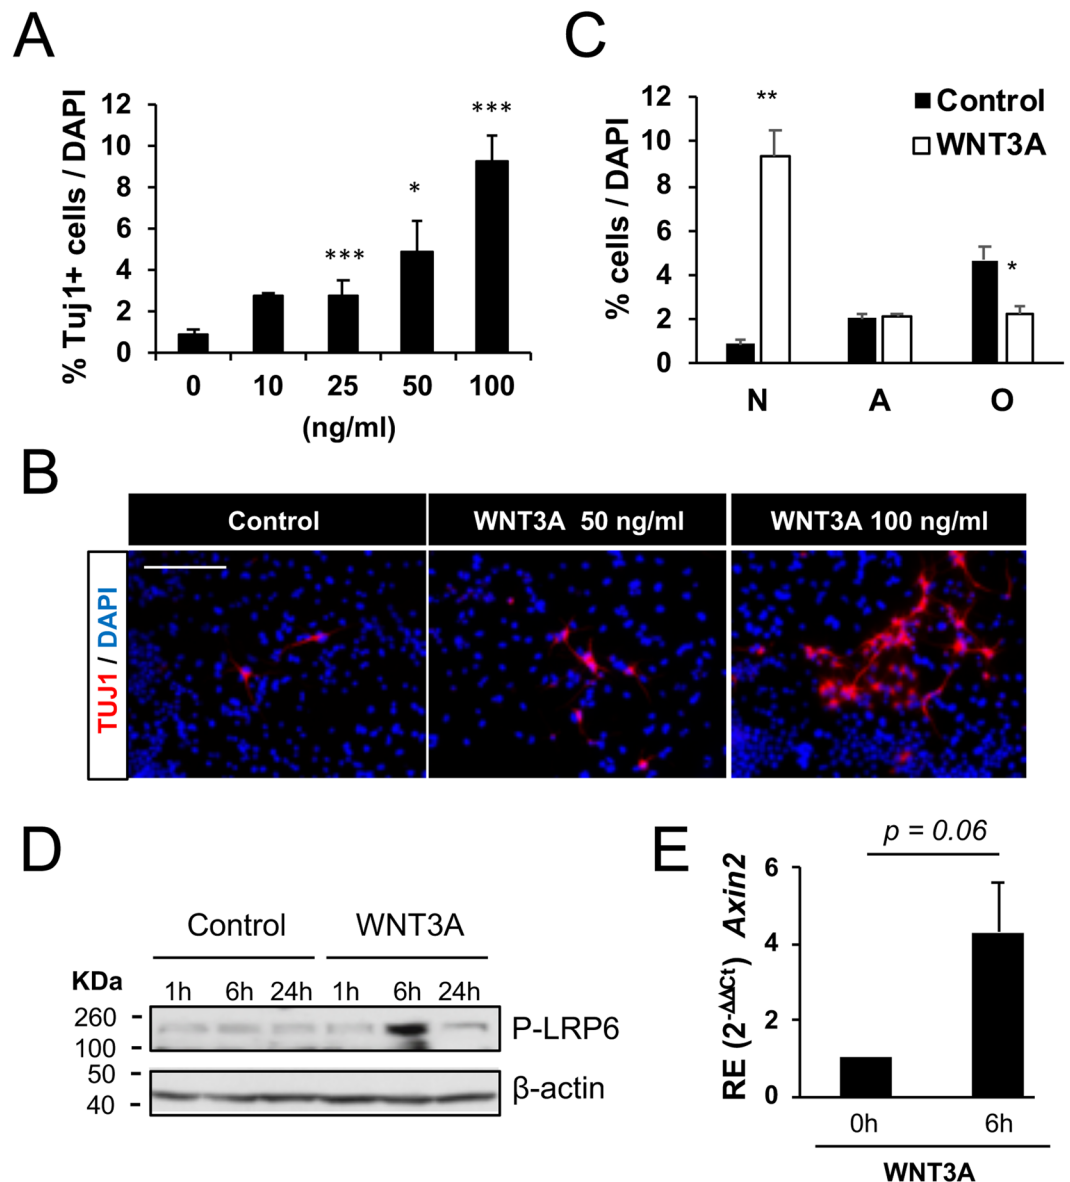 A
% Tuj1+ cells / DAPI
12
10
8
6
4
2
0
***
*
***
0 10 25 50 100
(ng/ml)
C
% cells / DAPI
12
10
8
6
4
2
0
**
*
Control
WNT3A
N A O
B
Control WNT3A 50 ng/ml WNT3A 100 ng/ml
TUJ1 / DAPI
D
Control WNT3A
KDa
1h 6h 24h 1h 6h 24h
260
100
P-LRP6
50
40
β-actin
E
p = 0.06
RE (2-ΔΔCt) Axin2
6
4
2
0
0h 6h
WNT3A